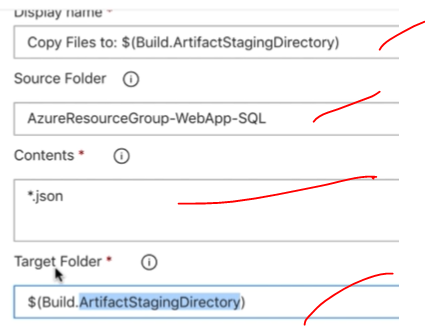 Display name *
Copy Files to: $(Build.ArtifactStagingDirectory)
Source Folder
AzureResourceGroup-WebApp-SQL
Contents *
*.json
Target Folder *
$(Build.ArtifactStagingDirectory)